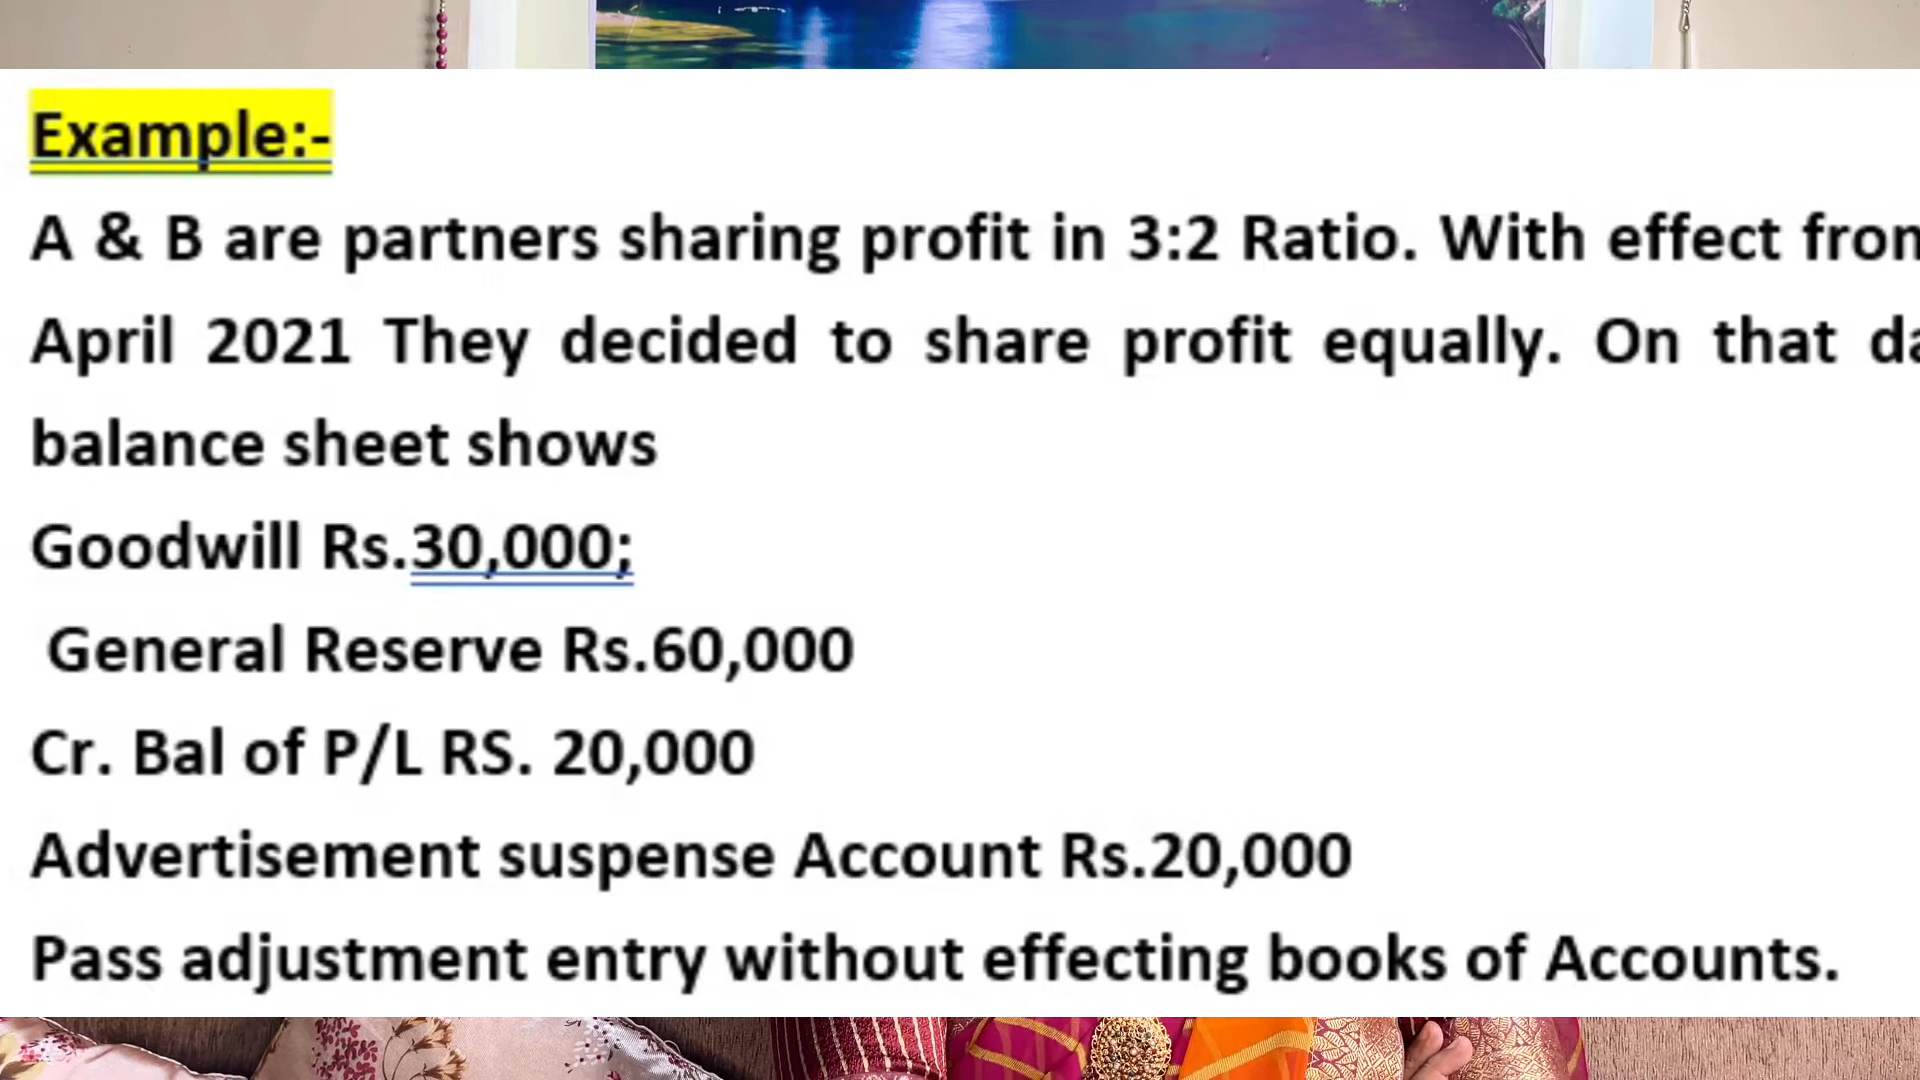 Example:-
A & B are partners sharing profit in 3:2 Ratio. With effect
April 2021 They decided to share profit equally. On that
balance sheet shows
Goodwill Rs.30,000;
General Reserve Rs.60,000
Cr. Bal of P/L RS. 20,000
Advertisement suspense Account Rs.20,000
Pass adjustment entry without effecting books of Accounts.